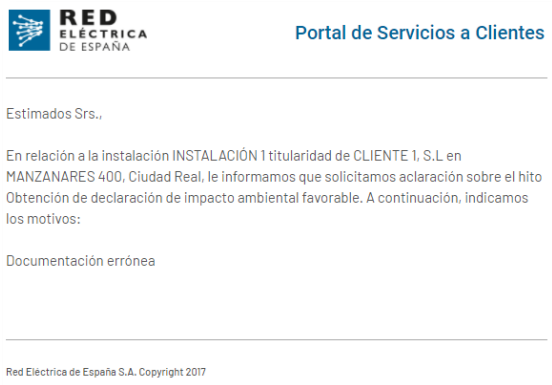 RED
ELÉCTRICA
DE ESPAÑA
Portal de Servicios a Clientes
Estimados Srs.,
En relación a la instalación INSTALACIÓN 1 titularidad de CLIENTE 1, S.L en
MANZANARES 400, Ciudad Real, le informamos que solicitamos aclaración sobre el hito
Obtención de declaración de impacto ambiental favorable. A continuación, indicamos
los motivos:
Documentación errónea
Red Eléctrica de España S.A. Copyright 2017